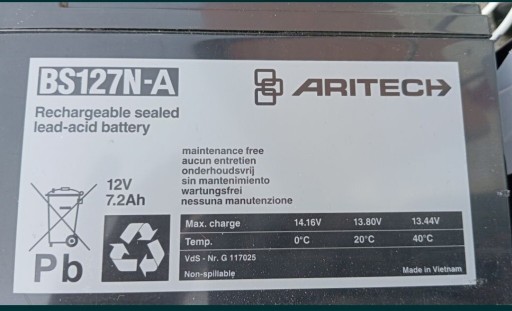 BS127N-A
ARITECH
Rechargeable sealed
lead-acid battery
maintenance free
aucun entretien
onderhoudsvrij
sin mantenimiento
wartungsfrei
nessuna manutenzione
12V
7.2Ah
Pb
Max. charge 14.16V 13.80V 13.44V
Temp. 0°C 20°C 40°C
VdS - Nr. G 117025
Non-spillable Made in Vietnam